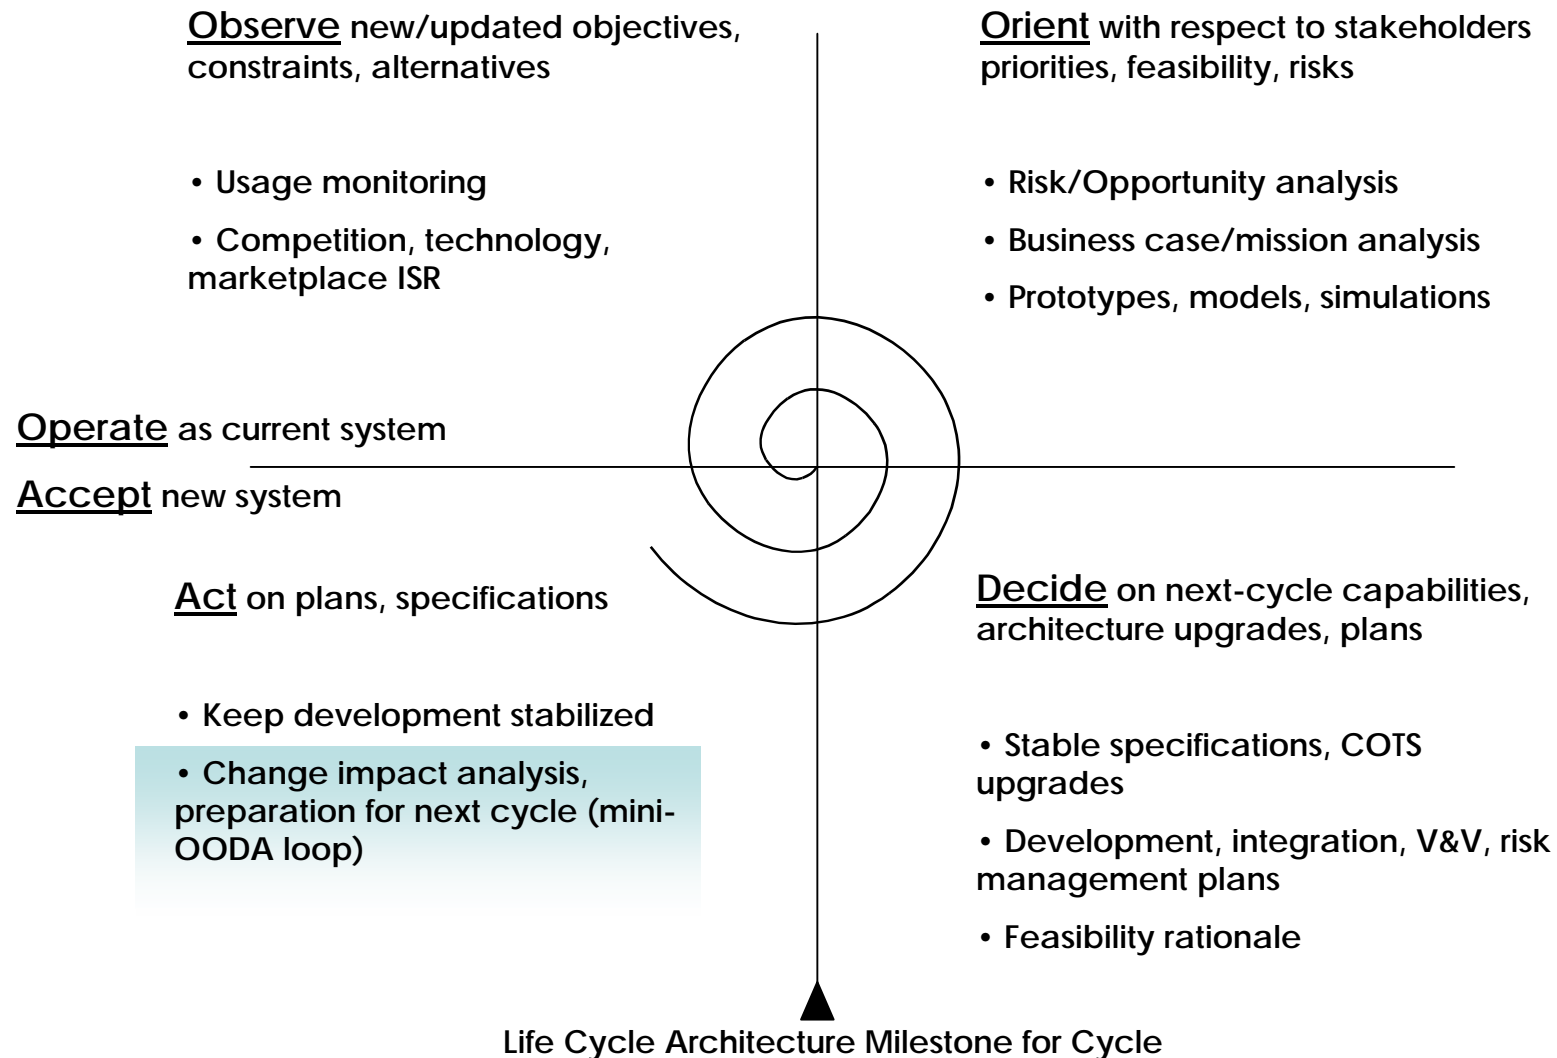 Observe new/updated objectives,
constraints, alternatives
• Usage monitoring
• Competition, technology,
marketplace ISR
Orient with respect to stakeholders
priorities, feasibility, risks
• Risk/Opportunity analysis
• Business case/mission analysis
• Prototypes, models, simulations
Operate as current system
Accept new system
Act on plans, specifications
• Keep development stabilized
• Change impact analysis,
preparation for next cycle (mini-
OODA loop)
Decide on next-cycle capabilities,
architecture upgrades, plans
• Stable specifications, COTS
upgrades
• Development, integration, V&V, risk
management plans
• Feasibility rationale
Life Cycle Architecture Milestone for Cycle